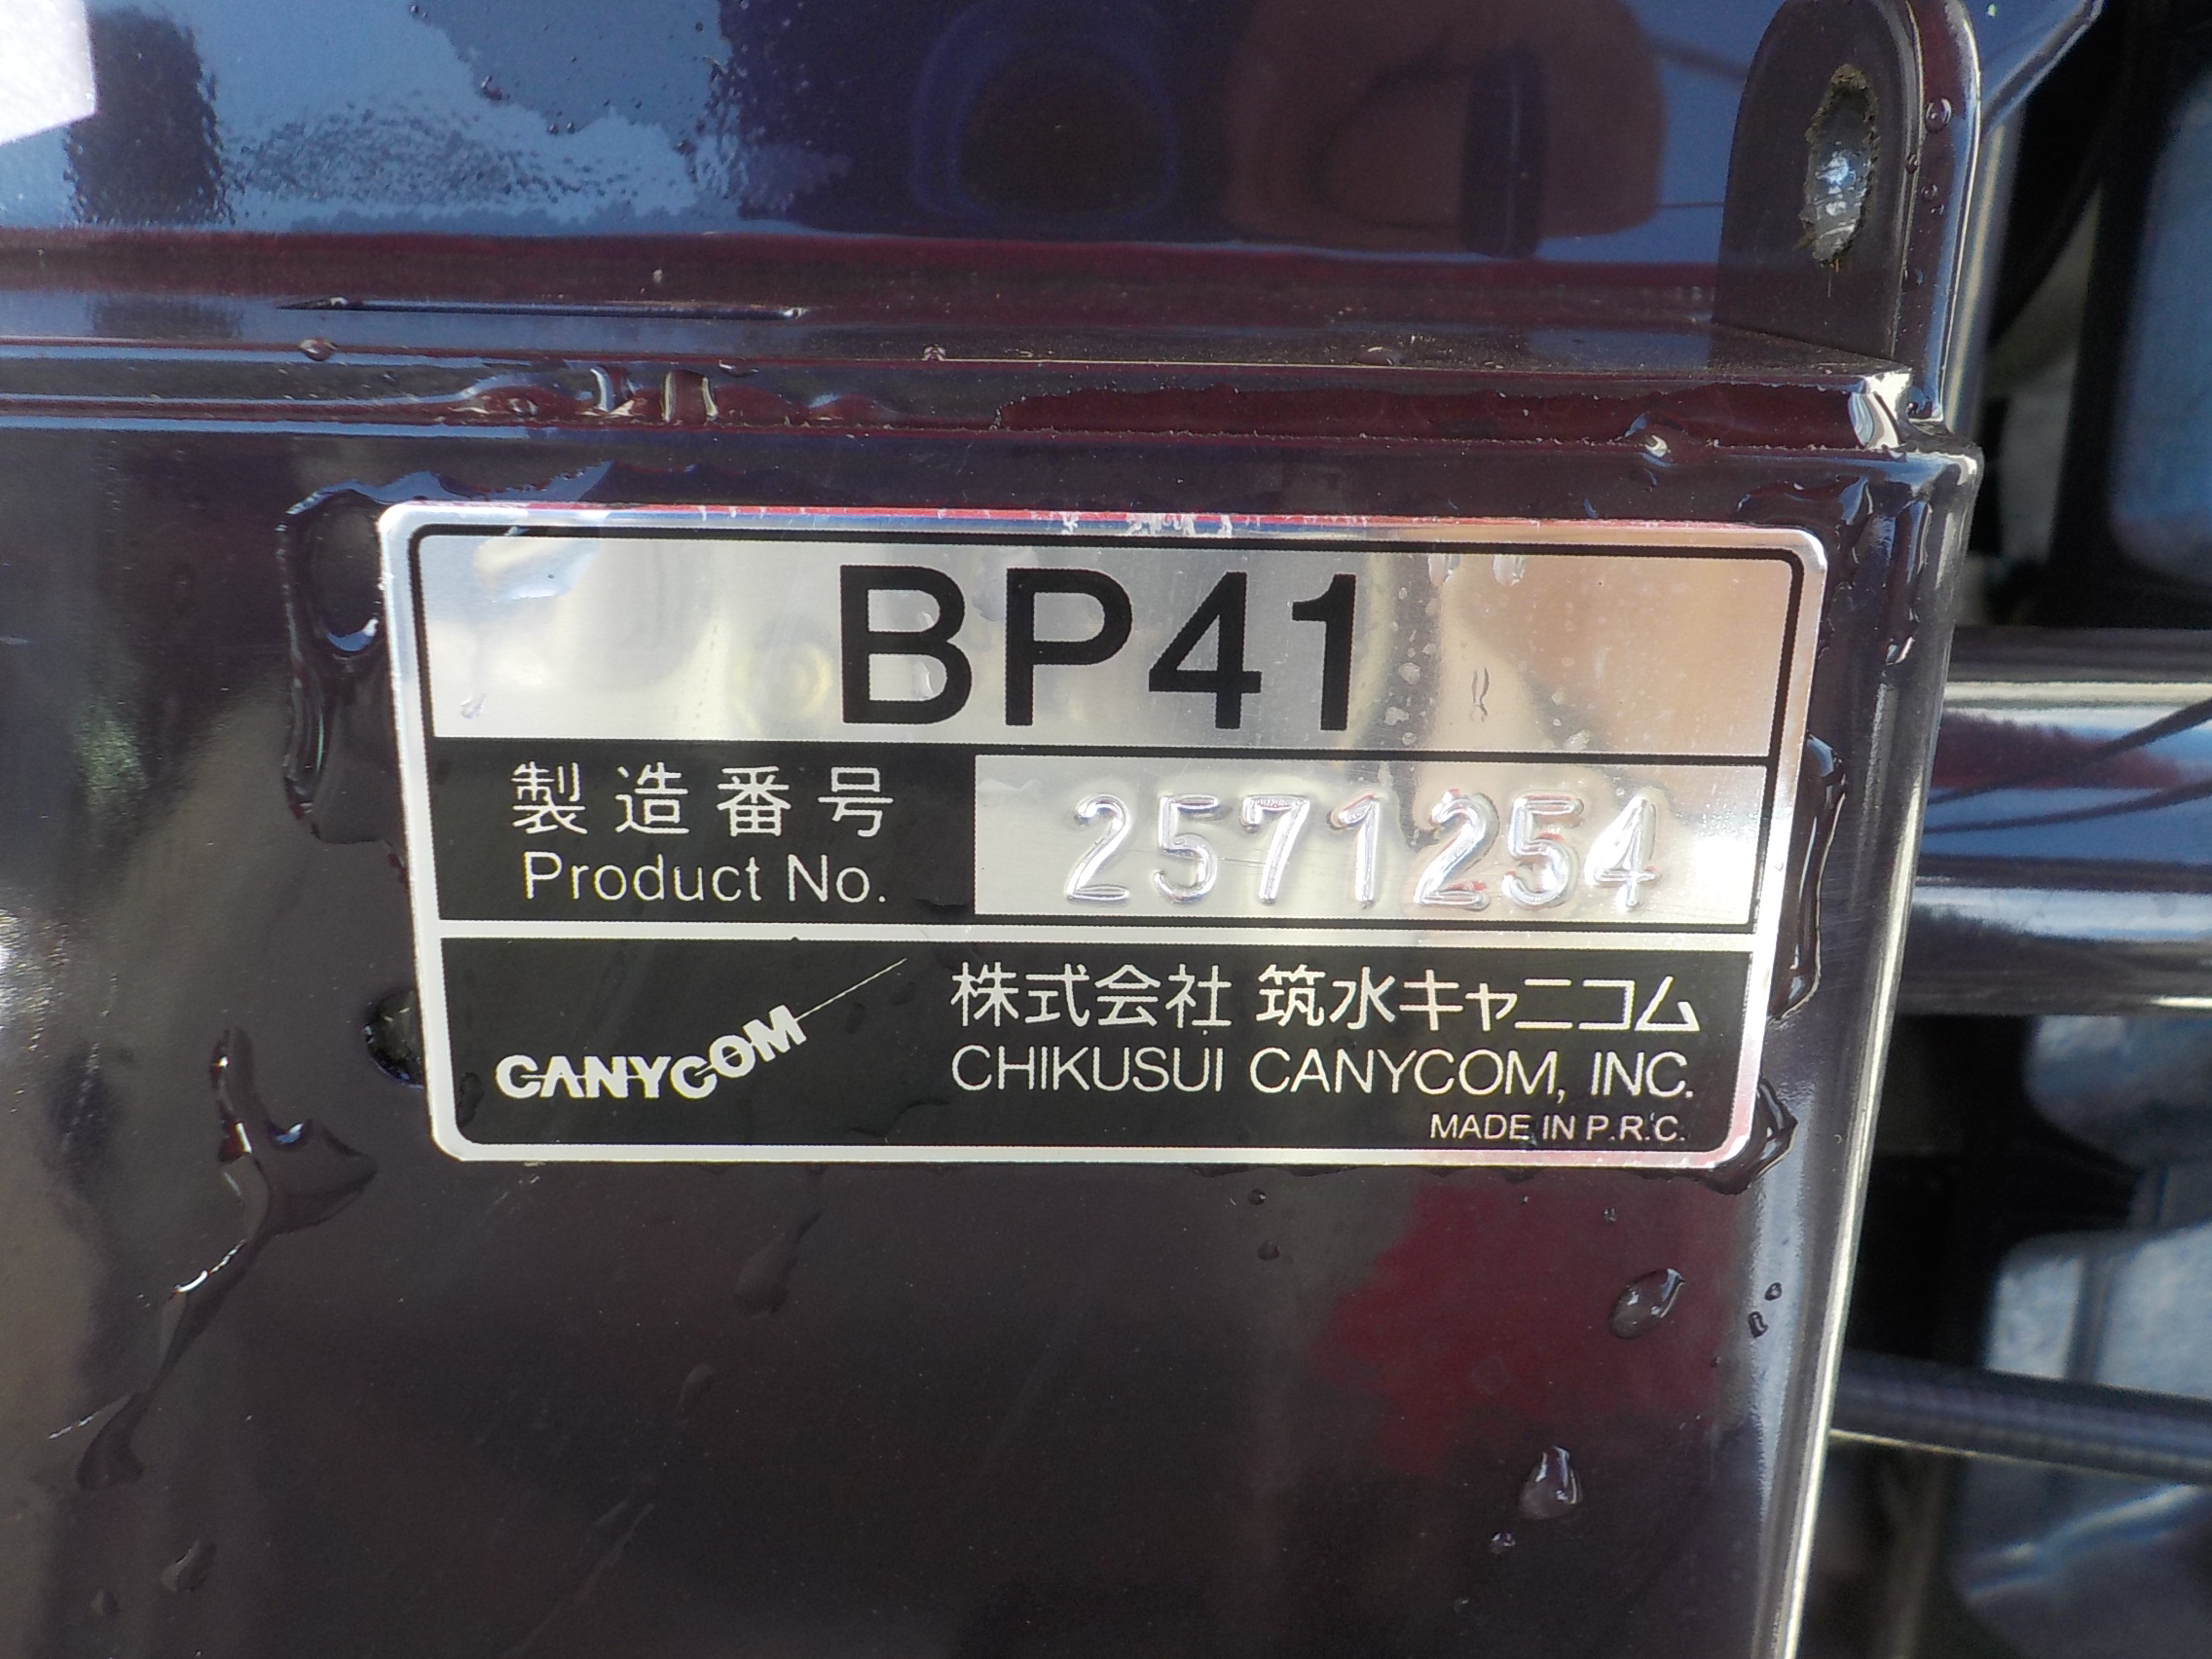 BP41
製造番号
Product No.
2571254
CANYCOM
株式会社 筑水キャニコム
CHIKUSUI CANYCOM, INC.
MADE IN P.R.C.